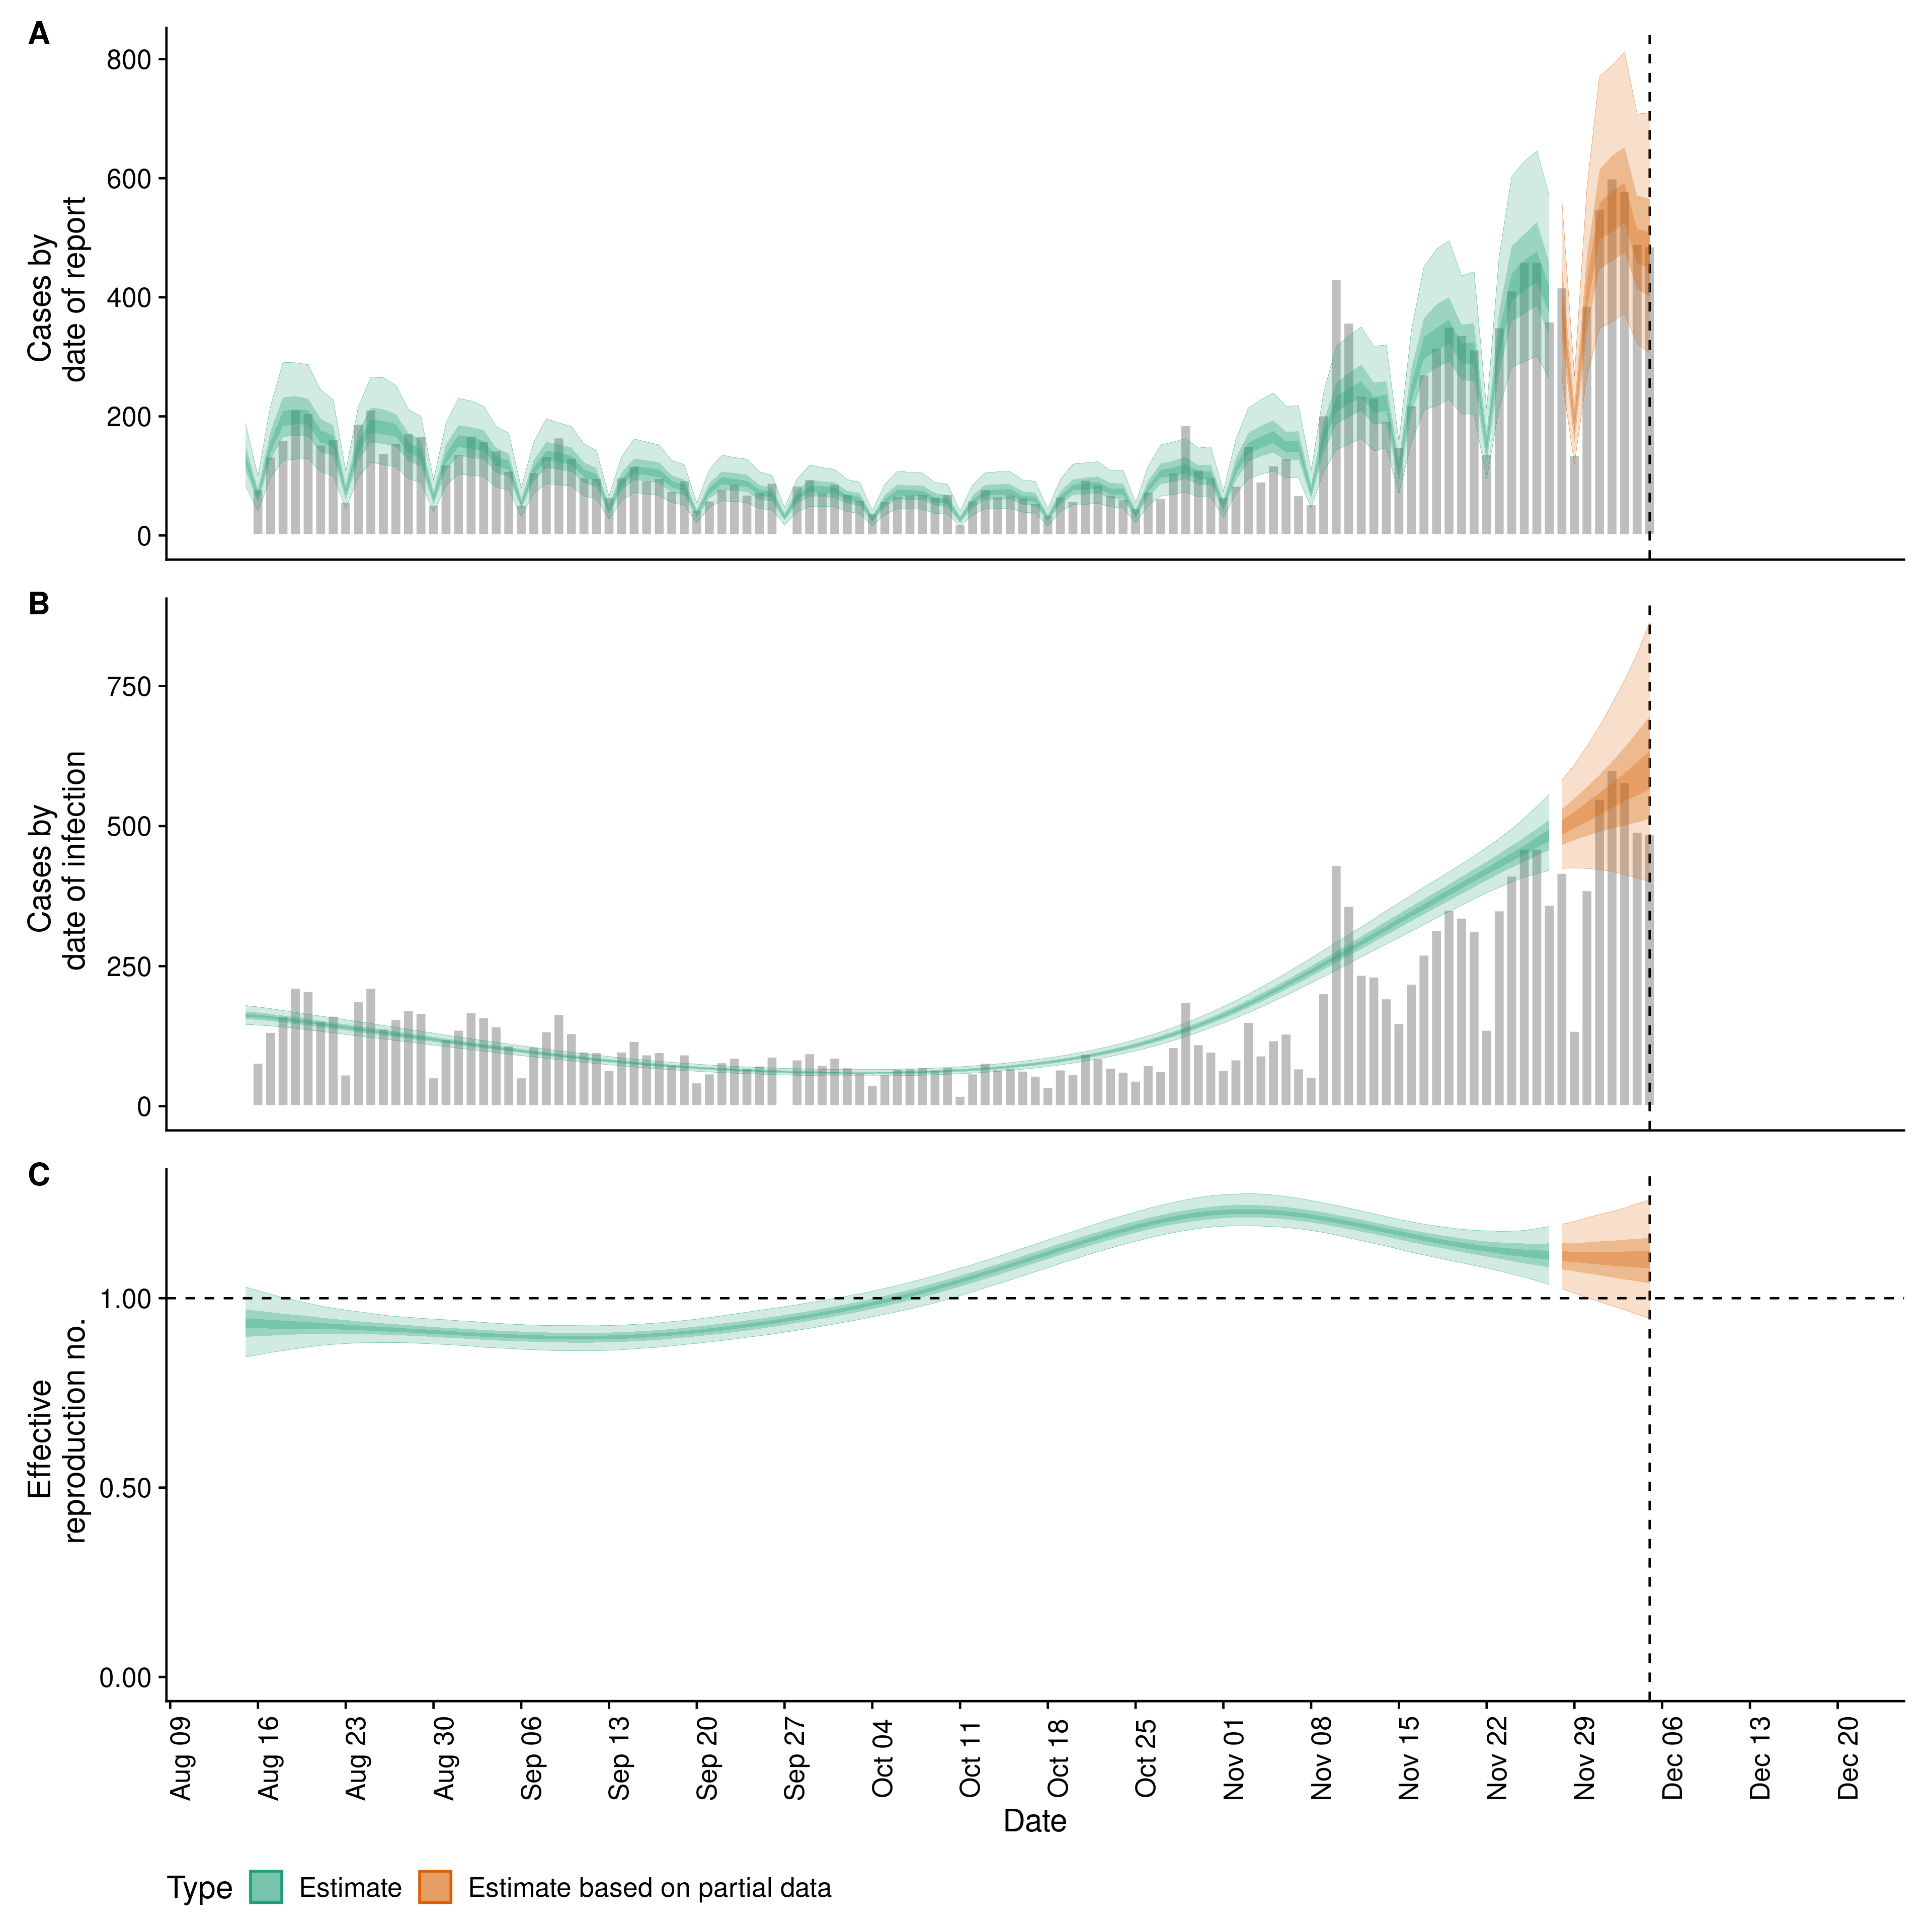 A
Cases by
date of report
800
600
400
200
0
B
Cases by
date of infection
750
500
250
0
C
Effective
reproduction no.
1.00
0.50
0.00
Aug 09
Aug 16
Aug 23
Aug 30
Sep 06
Sep 13
Sep 20
Sep 27
Oct 04
Oct 11
Oct 18
Oct 25
Nov 01
Nov 08
Nov 15
Nov 22
Nov 29
Dec 06
Dec 13
Dec 20
Date
Type Estimate Estimate based on partial data